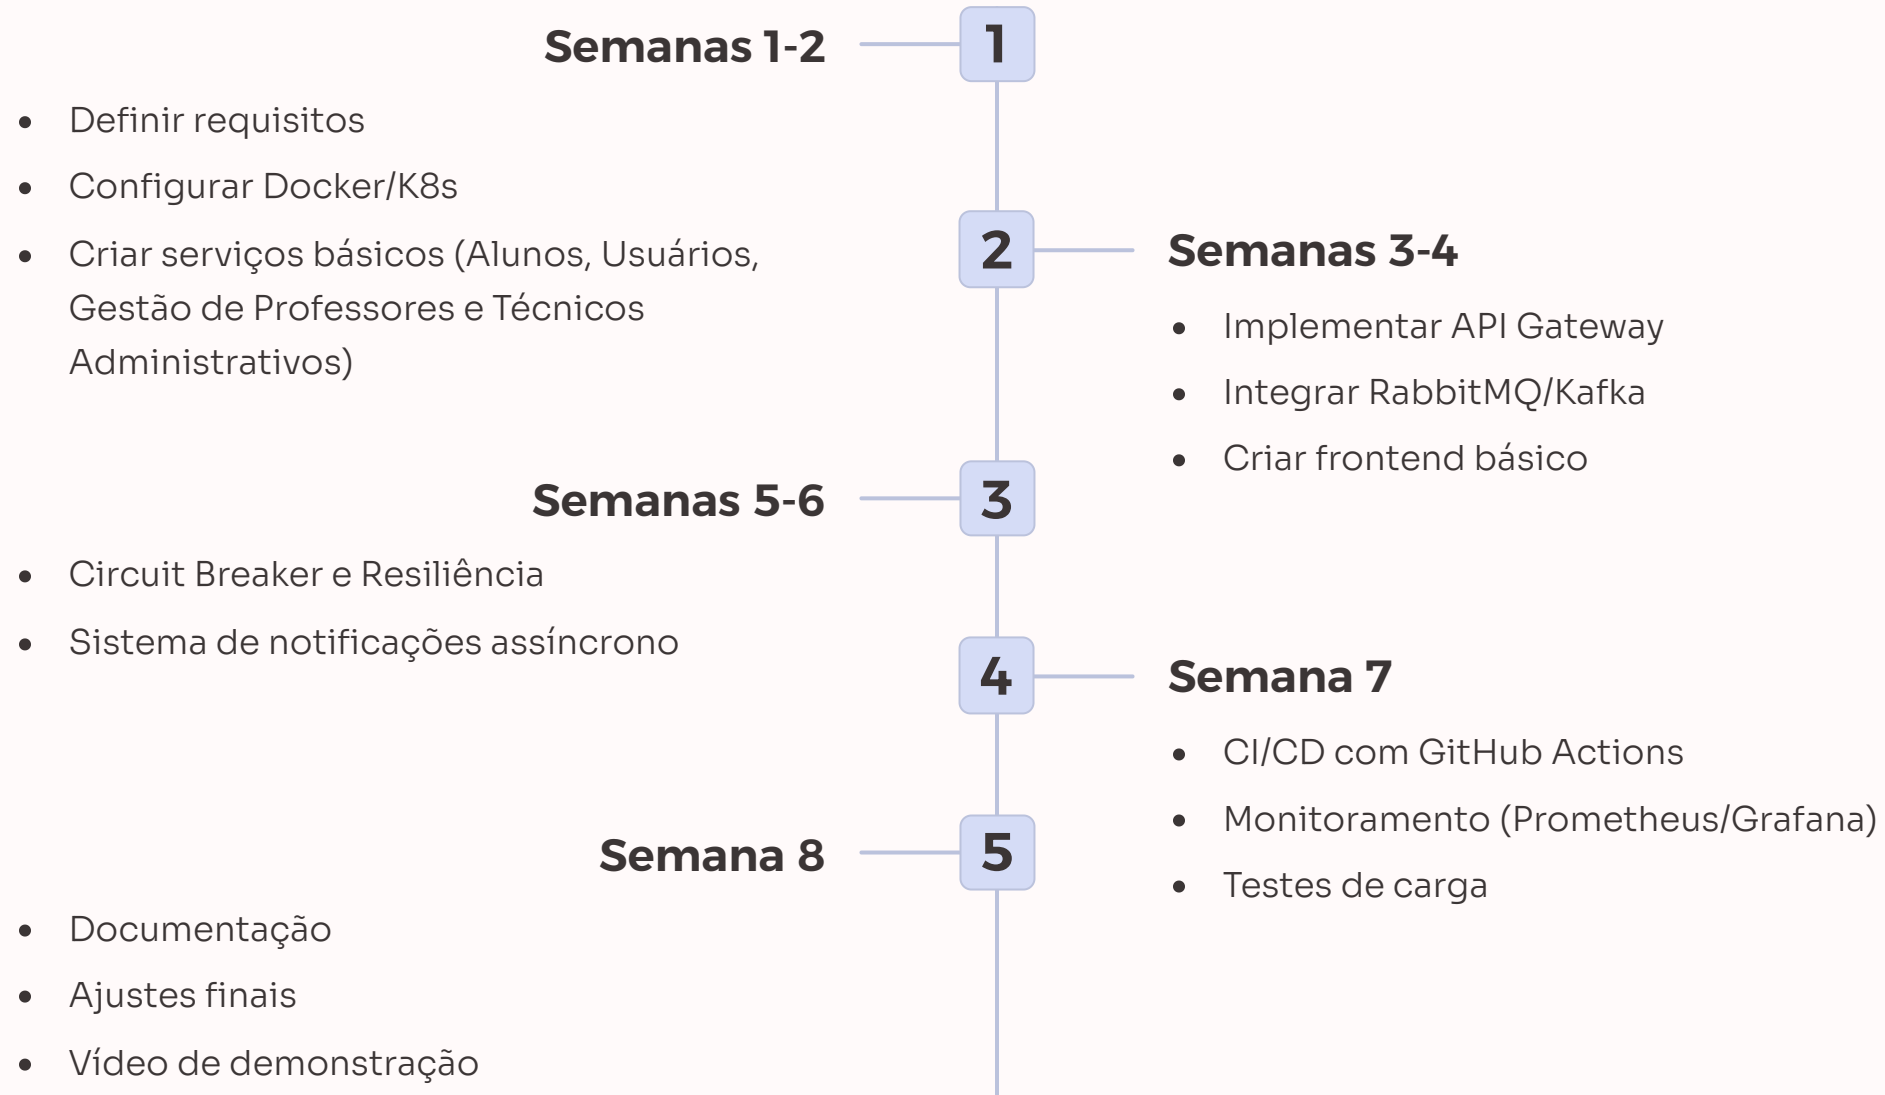 Semanas 1-2
1
• Definir requisitos
• Configurar Docker/K8s
• Criar serviços básicos (Alunos, Usuários,
Gestão de Professores e Técnicos
Administrativos)
2
Semanas 3-4
• Implementar API Gateway
• Integrar RabbitMQ/Kafka
• Criar frontend básico
Semanas 5-6
3
• Circuit Breaker e Resiliência
• Sistema de notificações assíncrono
4
Semana 7
• CI/CD com GitHub Actions
• Monitoramento (Prometheus/Grafana)
• Testes de carga
Semana 8
5
• Documentação
• Ajustes finais
• Vídeo de demonstração